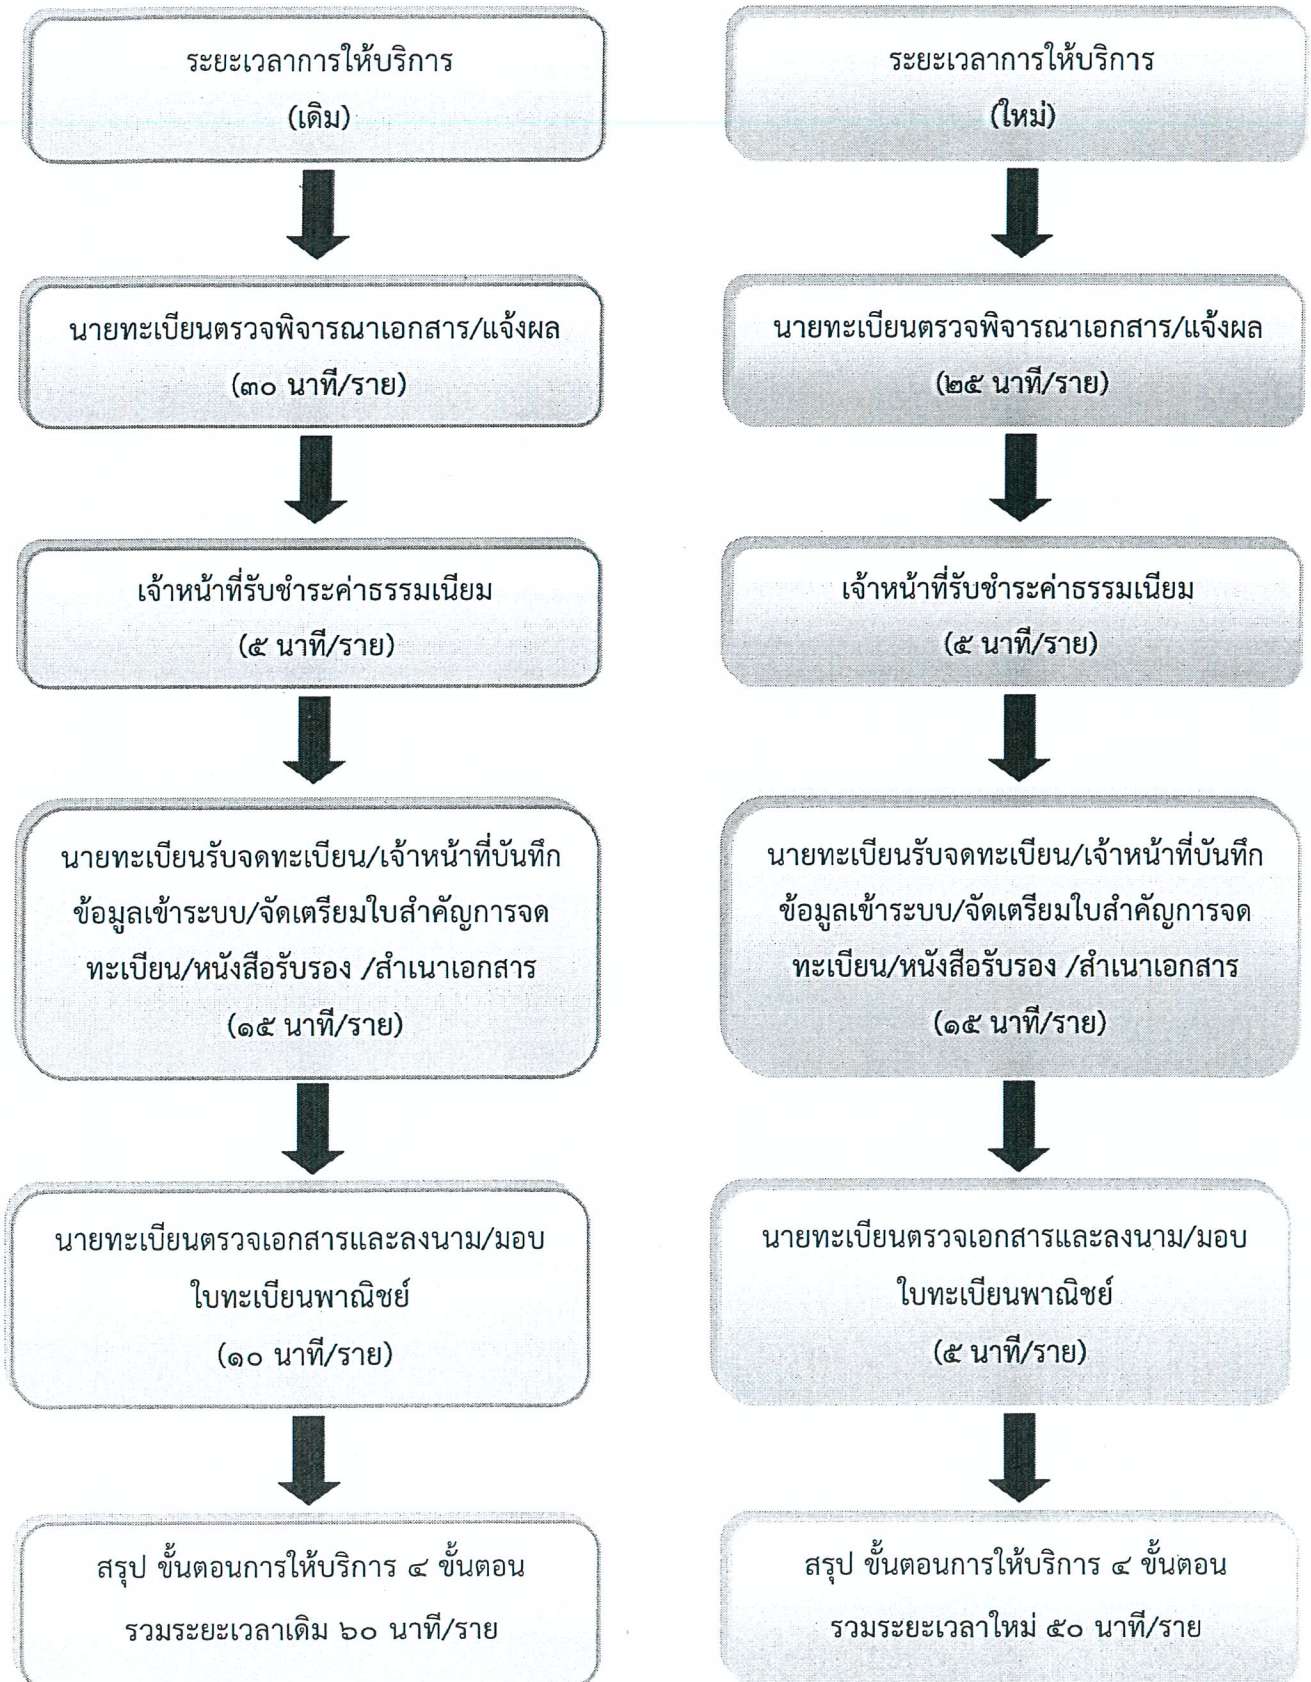 ระยะเวลาการให้บริการ
(เดิม)
นายทะเบียนตรวจพิจารณาเอกสาร/แจ้งผล
(๓๐ นาที/ราย)
เจ้าหน้าที่รับชำระค่าธรรมเนียม
(๕ นาที/ราย)
นายทะเบียนรับจดทะเบียน/เจ้าหน้าที่บันทึก
ข้อมูลเข้าระบบ/จัดเตรียมใบสำคัญการจด
ทะเบียน/หนังสือรับรอง /สำเนาเอกสาร
(๑๕ นาที/ราย)
นายทะเบียนตรวจเอกสารและลงนาม/มอบ
ใบทะเบียนพาณิชย์
(๑๐ นาที/ราย)
สรุป ขั้นตอนการให้บริการ ๔ ขั้นตอน
รวมระยะเวลาเดิม ๖๐ นาที/ราย
ระยะเวลาการให้บริการ
(ใหม่)
นายทะเบียนตรวจพิจารณาเอกสาร/แจ้งผล
(๒๕ นาที/ราย)
เจ้าหน้าที่รับชำระค่าธรรมเนียม
(๕ นาที/ราย)
นายทะเบียนรับจดทะเบียน/เจ้าหน้าที่บันทึก
ข้อมูลเข้าระบบ/จัดเตรียมใบสำคัญการจด
ทะเบียน/หนังสือรับรอง /สำเนาเอกสาร
(๑๕ นาที/ราย)
นายทะเบียนตรวจเอกสารและลงนาม/มอบ
ใบทะเบียนพาณิชย์
(๕ นาที/ราย)
สรุป ขั้นตอนการให้บริการ ๔ ขั้นตอน
รวมระยะเวลาใหม่ ๕๐ นาที/ราย